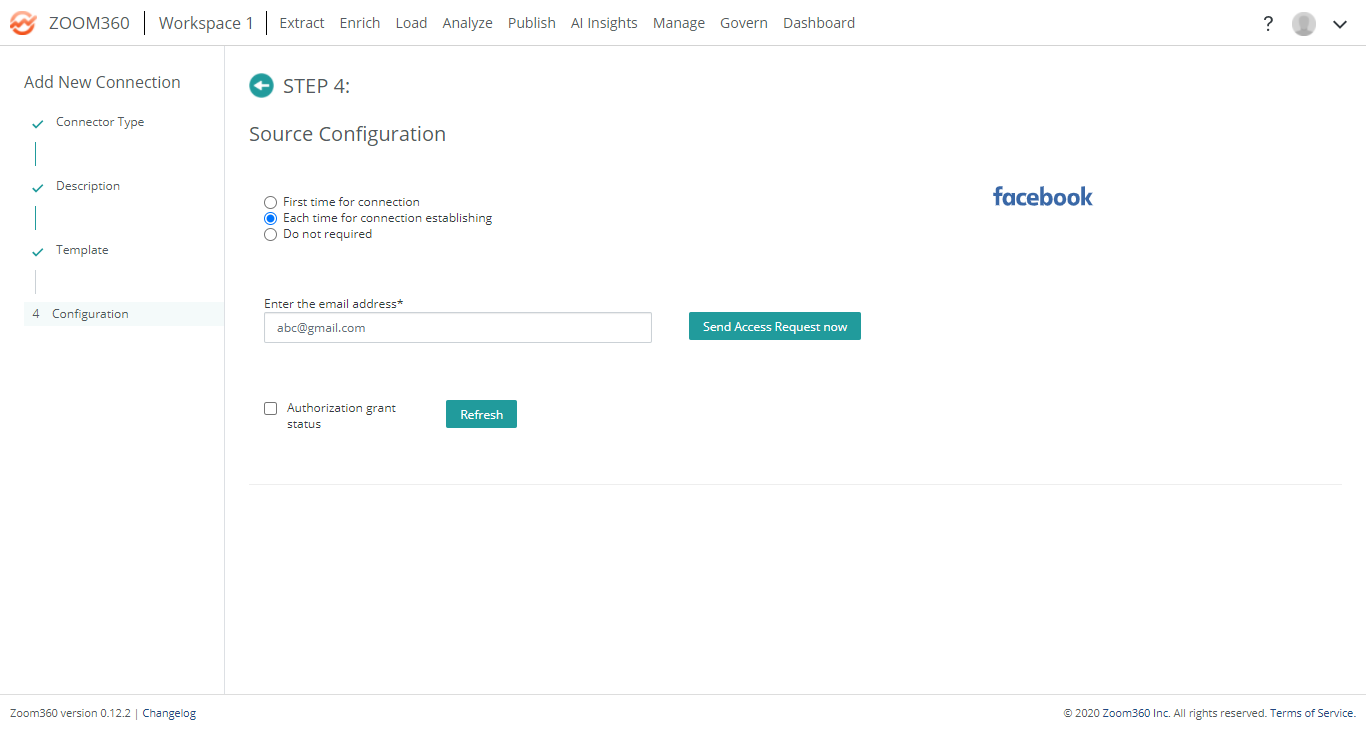 ZOOM360 | Workspace 1 | Extract Enrich Load Analyze Publish AI Insights Manage Govern Dashboard ?
Add New Connection
Connector Type
Description
Template
4 Configuration
STEP 4:
Source Configuration
facebook
First time for connection
Each time for connection establishing
Do not required
Enter the email address*
abc@gmail.com
Send Access Request now
Authorization grant
status
Refresh
Zoom360 version 0.12.2 | Changelog
© 2020 Zoom360 Inc. All rights reserved. Terms of Service.